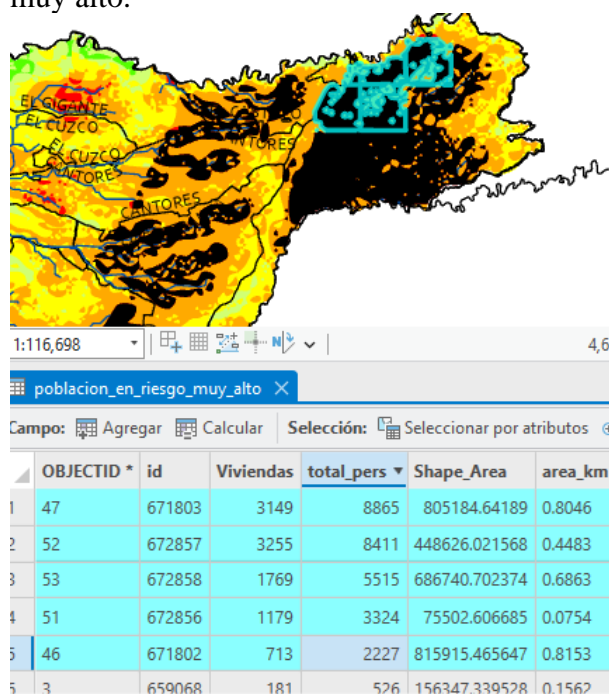 muy alto.
EL GIGANTE
EL CUZCO
CANTORES
EL CUZCO
CANTORES
CANTORES
1:116,698 4,6
poblacion_en_riesgo_muy_alto
Campo: Agregar Calcular Selección: Seleccionar por atributos
OBJECTID * id Viviendas total_pers Shape_Area area_km
1 47 671803 3149 8865 805184.64189 0.8046
2 52 672857 3255 8411 448626.021568 0.4483
3 53 672858 1769 5515 686740.702374 0.6863
4 51 672856 1179 3324 75502.606685 0.0754
5 46 671802 713 2227 815915.465647 0.8153
3 659068 181 526 156347.339528 0.1562